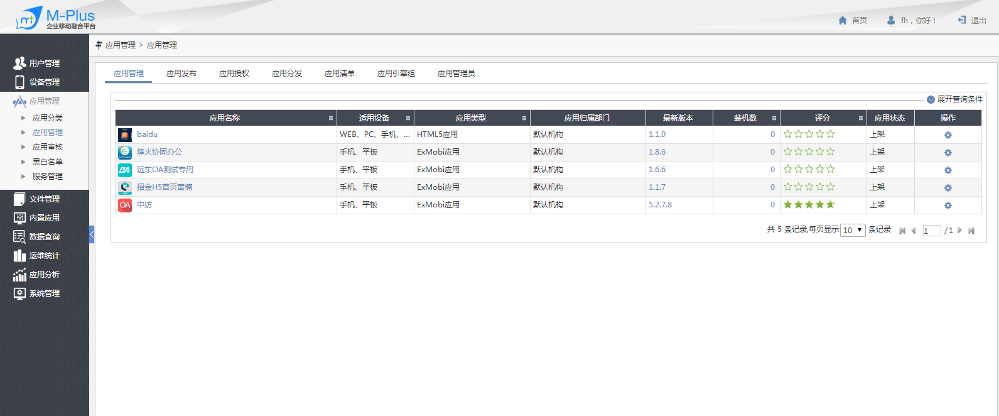 M-Plus
企业移动融合平台
首页 fh，你好！ 退出
应用管理 > 应用管理
用户管理
设备管理
应用管理
应用分类
应用管理
应用审核
黑白名单
服务管理
文件管理
内置应用
数据查询
运维统计
应用分析
系统管理
应用管理 应用发布 应用授权 应用分发 应用清单 应用引擎组 应用管理员
展开查询条件
应用名称 适用设备 应用类型 应用归属部门 最新版本 装机数 评分 应用状态 操作
baidu WEB、PC、手机、... HTML5应用 默认机构 1.1.0 0 上架
烽火协同办公 手机、平板 ExMobi应用 默认机构 1.8.6 0 上架
OA 远东OA测试专用 手机、平板 ExMobi应用 默认机构 1.6.6 0 上架
招金H5首页黄楠 手机、平板 ExMobi应用 默认机构 1.1.7 0 上架
OA 中纺 手机、平板 ExMobi应用 默认机构 5.2.7.8 0 上架
共 5 条记录,每页显示 10 条记录 1 / 1